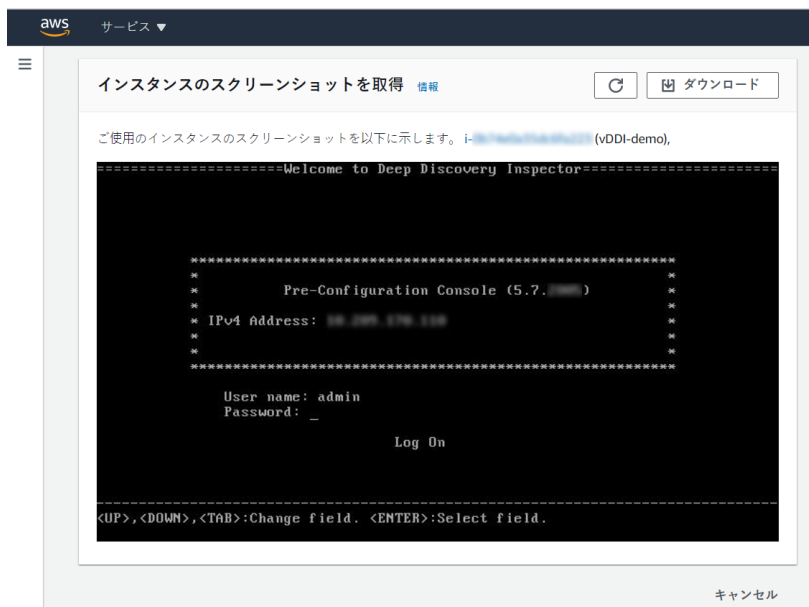 aws サービス ▼
インスタンスのスクリーンショットを取得 情報
ダウンロード
ご使用のインスタンスのスクリーンショットを以下に示します。 i- (vDDI-demo),
======================Welcome to Deep Discovery Inspector=======================
*********************************************************
* *
* Pre-Configuration Console (5.7. ) *
* *
* IPv4 Address: *
* *
* *
*********************************************************
User name: admin
Password: _
Log On
--------------------------------------------------------------------------------
<UP>,<DOWN>,<TAB>:Change field. <ENTER>:Select field.
キャンセル